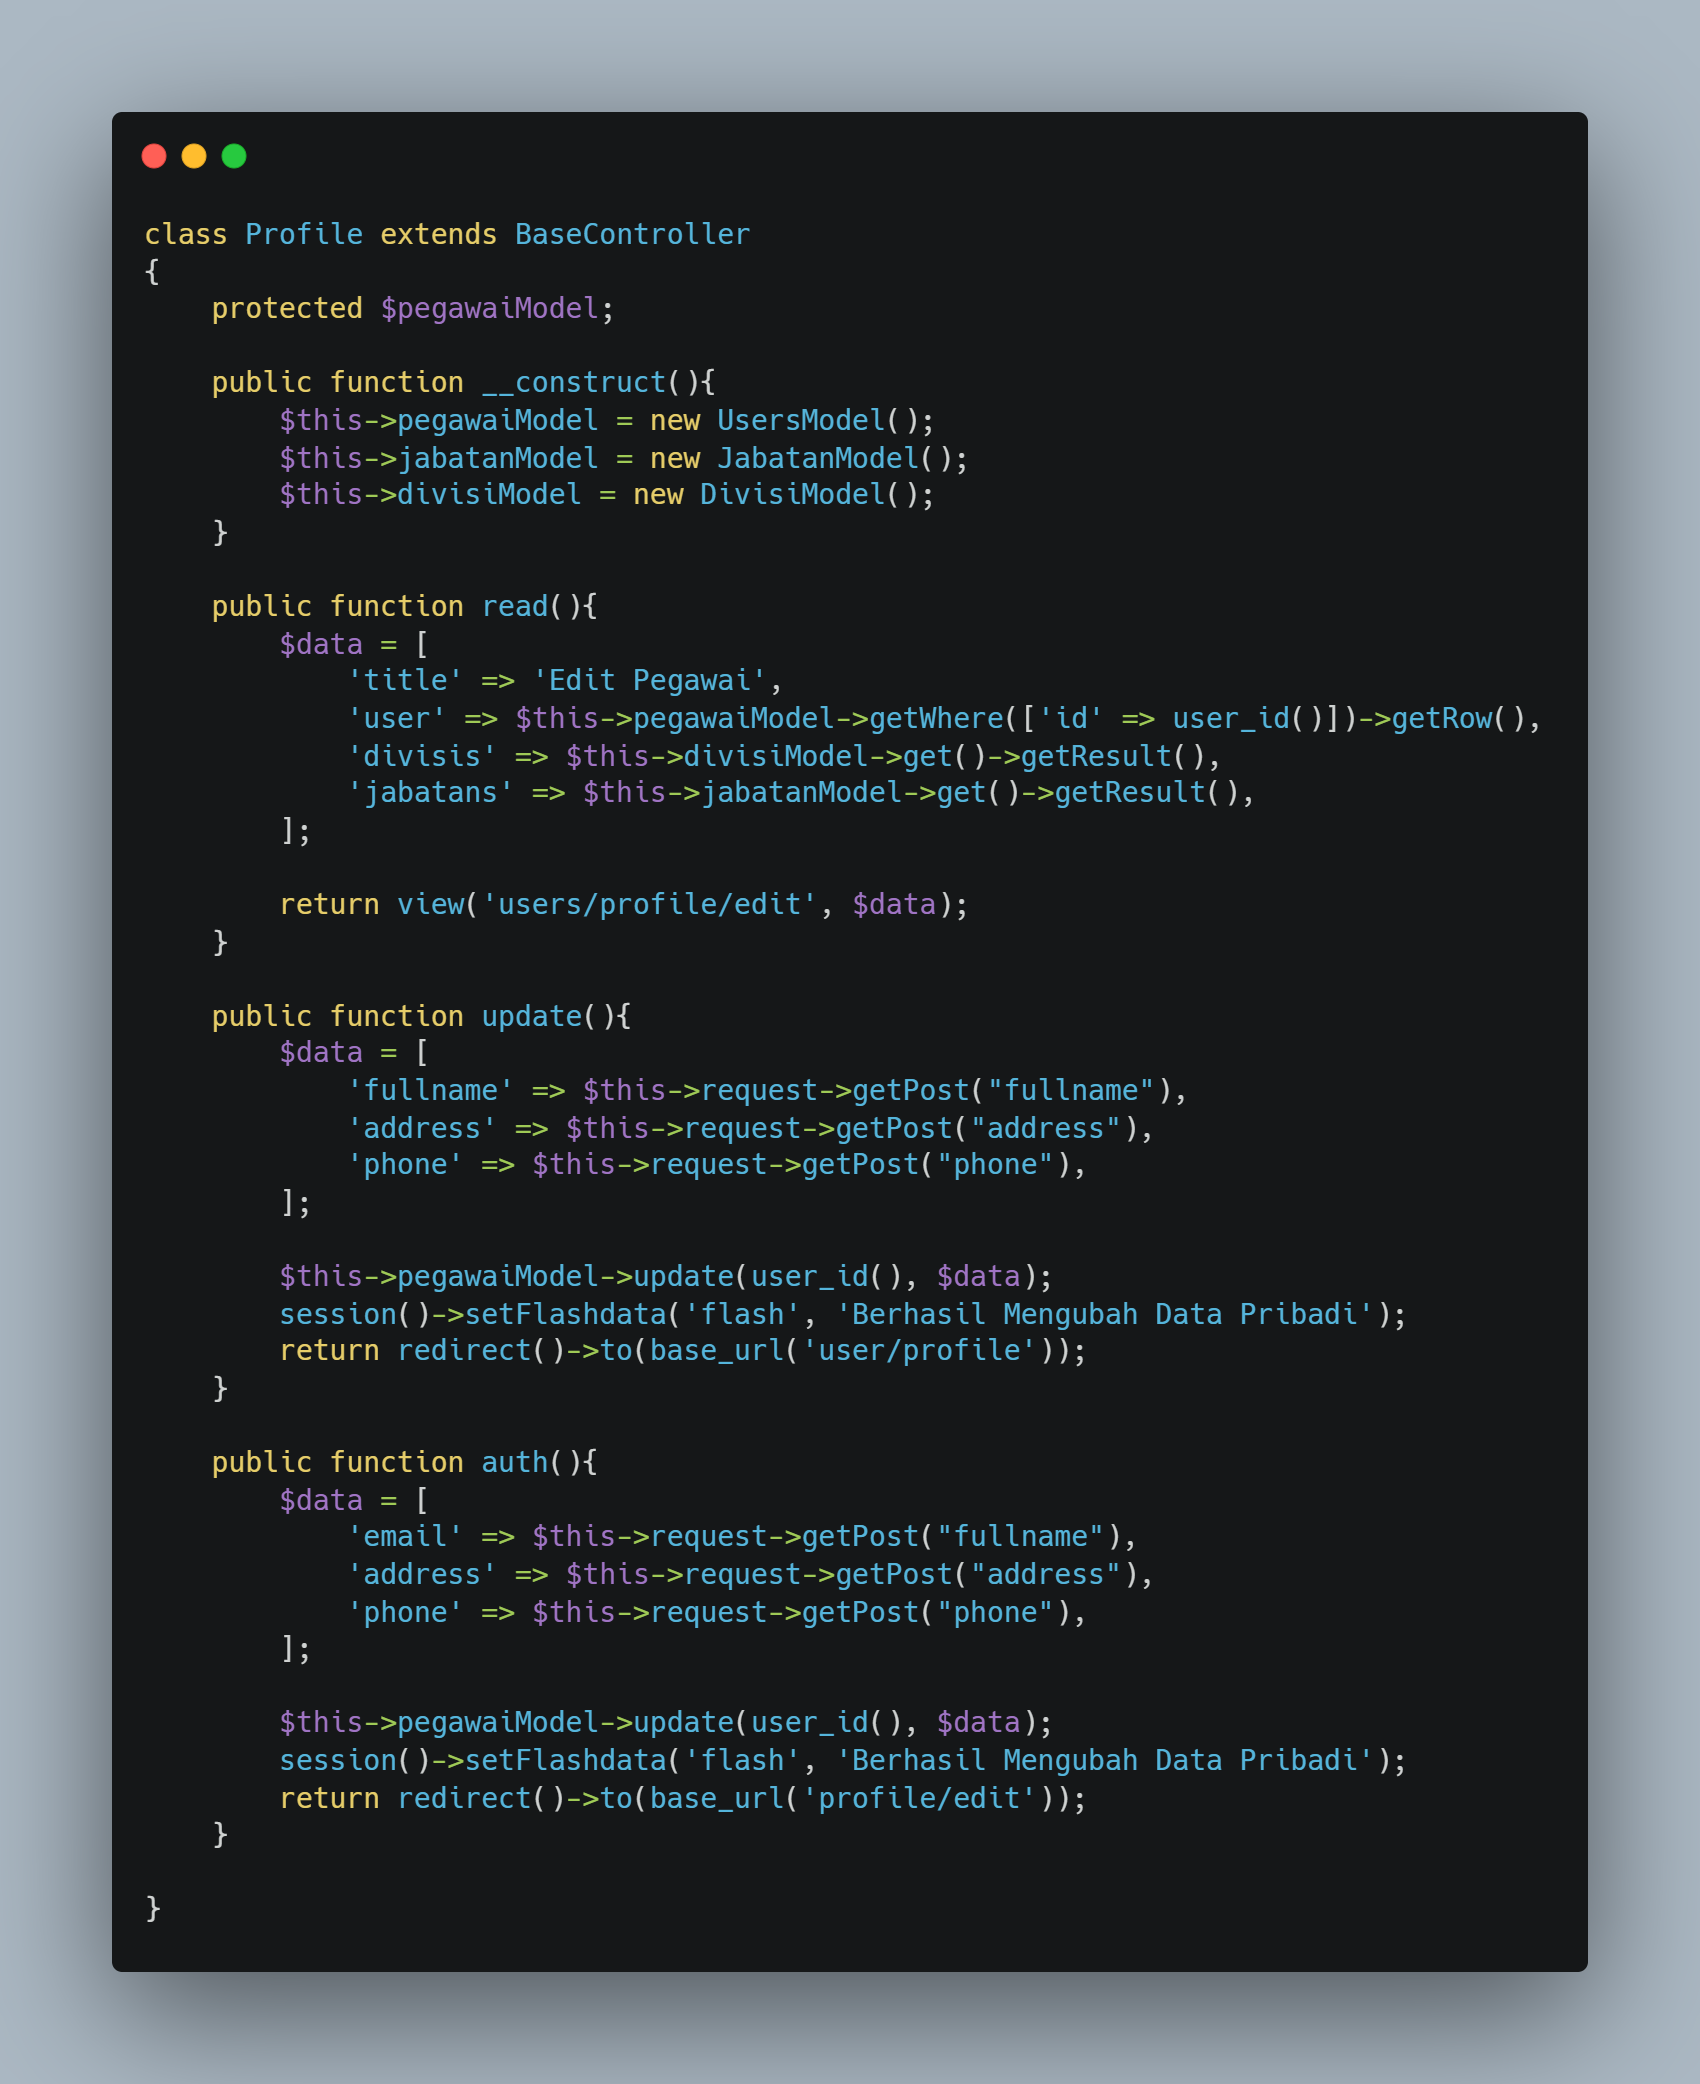 class Profile extends BaseController
{
    protected $pegawaiModel;

    public function __construct(){
        $this->pegawaiModel = new UsersModel();
        $this->jabatanModel = new JabatanModel();
        $this->divisiModel = new DivisiModel();
    }

    public function read(){
        $data = [
            'title' => 'Edit Pegawai',
            'user' => $this->pegawaiModel->getWhere(['id' => user_id()])->getRow(),
            'divisis' => $this->divisiModel->get()->getResult(),
            'jabatans' => $this->jabatanModel->get()->getResult(),
        ];

        return view('users/profile/edit', $data);
    }

    public function update(){
        $data = [
            'fullname' => $this->request->getPost("fullname"),
            'address' => $this->request->getPost("address"),
            'phone' => $this->request->getPost("phone"),
        ];

        $this->pegawaiModel->update(user_id(), $data);
        session()->setFlashdata('flash', 'Berhasil Mengubah Data Pribadi');
        return redirect()->to(base_url('user/profile'));
    }

    public function auth(){
        $data = [
            'email' => $this->request->getPost("fullname"),
            'address' => $this->request->getPost("address"),
            'phone' => $this->request->getPost("phone"),
        ];

        $this->pegawaiModel->update(user_id(), $data);
        session()->setFlashdata('flash', 'Berhasil Mengubah Data Pribadi');
        return redirect()->to(base_url('profile/edit'));
    }

}